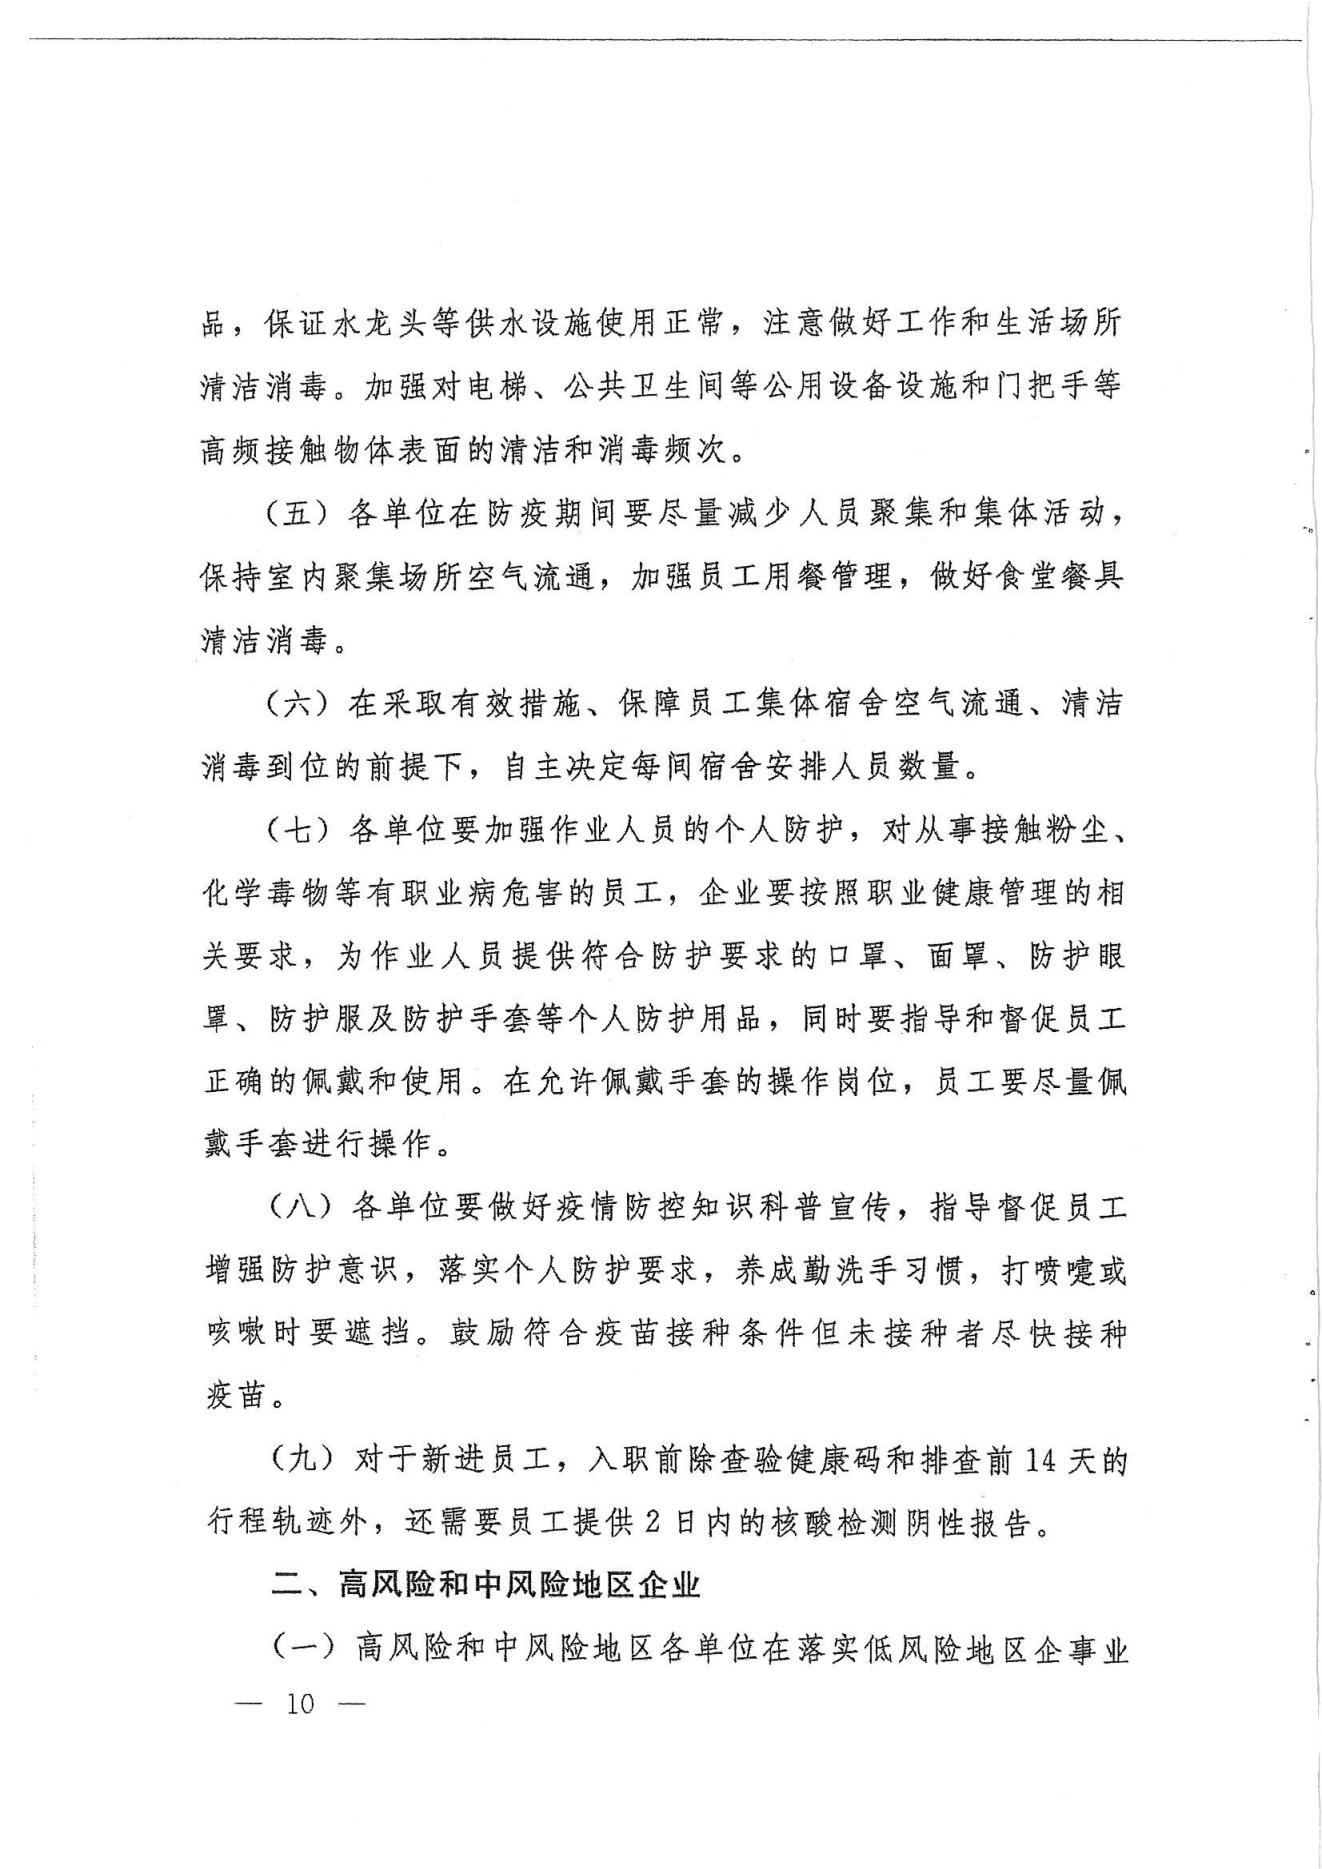 品，保证水龙头等供水设施使用正常，注意做好工作和生活场所
清洁消毒。加强对电梯、公共卫生间等公用设备设施和门把手等
高频接触物体表面的清洁和消毒频次。
（五）各单位在防疫期间要尽量减少人员聚集和集体活动，
保持室内聚集场所空气流通，加强员工用餐管理，做好食堂餐具
清洁消毒。
（六）在采取有效措施、保障员工集体宿舍空气流通、清洁
消毒到位的前提下，自主决定每间宿舍安排人员数量。
（七）各单位要加强作业人员的个人防护，对从事接触粉尘、
化学毒物等有职业病危害的员工，企业要按照职业健康管理的相
关要求，为作业人员提供符合防护要求的口罩、面罩、防护眼
罩、防护服及防护手套等个人防护用品，同时要指导和督促员工
正确的佩戴和使用。在允许佩戴手套的操作岗位，员工要尽量佩
戴手套进行操作。
（八）各单位要做好疫情防控知识科普宣传，指导督促员工
增强防护意识，落实个人防护要求，养成勤洗手习惯，打喷嚏或
咳嗽时要遮挡。鼓励符合疫苗接种条件但未接种者尽快接种
疫苗。
（九）对于新进员工，入职前除查验健康码和排查前14天的
行程轨迹外，还需要员工提供2日内的核酸检测阴性报告。
二、高风险和中风险地区企业
（一）高风险和中风险地区各单位在落实低风险地区企事业
— 10 —